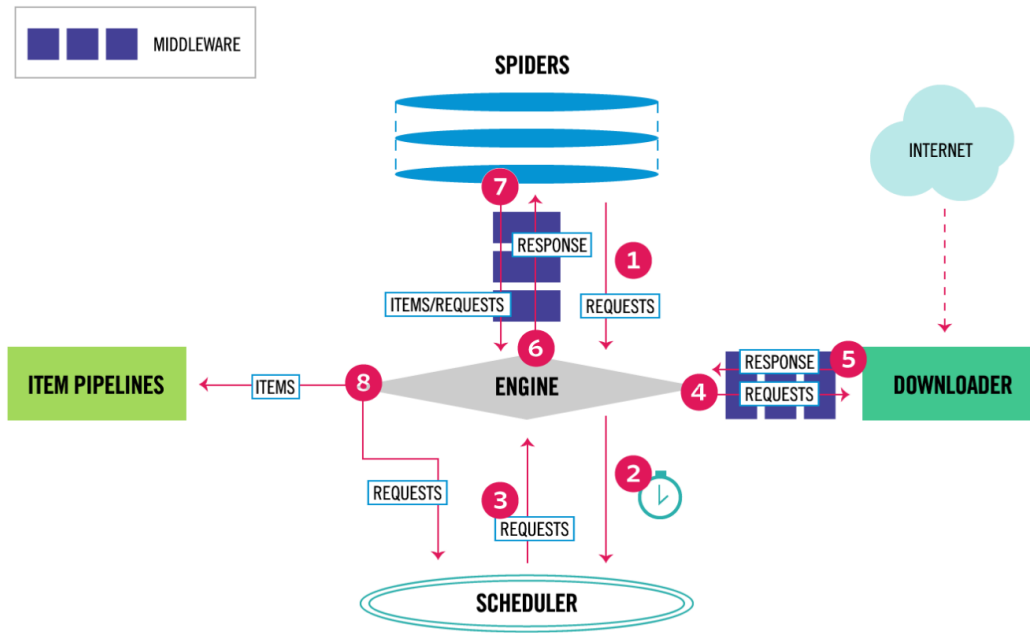 MIDDLEWARE
SPIDERS
INTERNET
7
RESPONSE
1
ITEMS/REQUESTS
REQUESTS
6
RESPONSE
5
ITEM PIPELINES
ITEMS
8
ENGINE
4
REQUESTS
DOWNLOADER
2
REQUESTS
3
REQUESTS
SCHEDULER